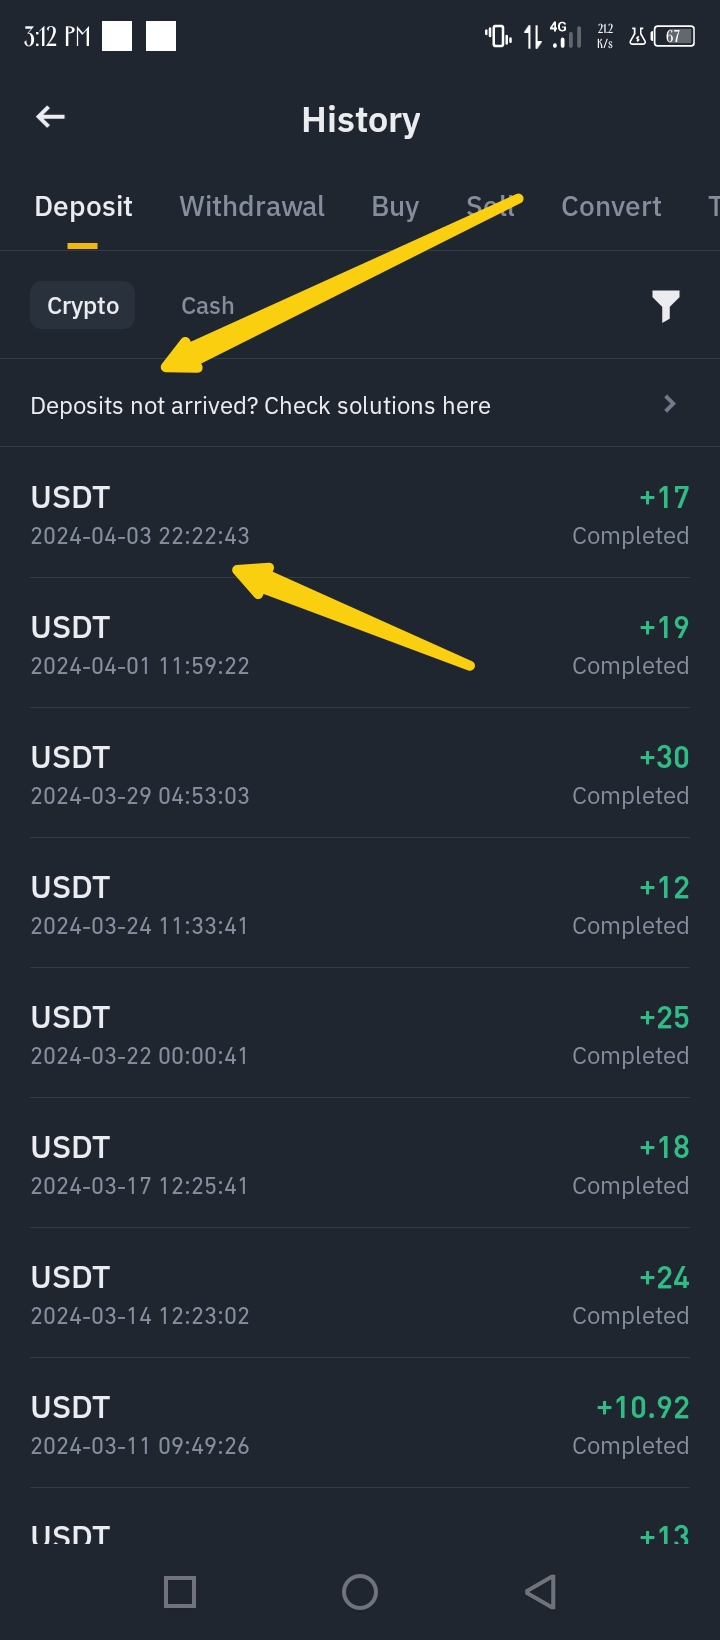 3:12 PM 4G 21.2 K/s 67
History
Deposit Withdrawal Buy Sell Convert T
Crypto Cash
Deposits not arrived? Check solutions here
USDT +17
2024-04-03 22:22:43 Completed
USDT +19
2024-04-01 11:59:22 Completed
USDT +30
2024-03-29 04:53:03 Completed
USDT +12
2024-03-24 11:33:41 Completed
USDT +25
2024-03-22 00:00:41 Completed
USDT +18
2024-03-17 12:25:41 Completed
USDT +24
2024-03-14 12:23:02 Completed
USDT +10.92
2024-03-11 09:49:26 Completed
USDT +13